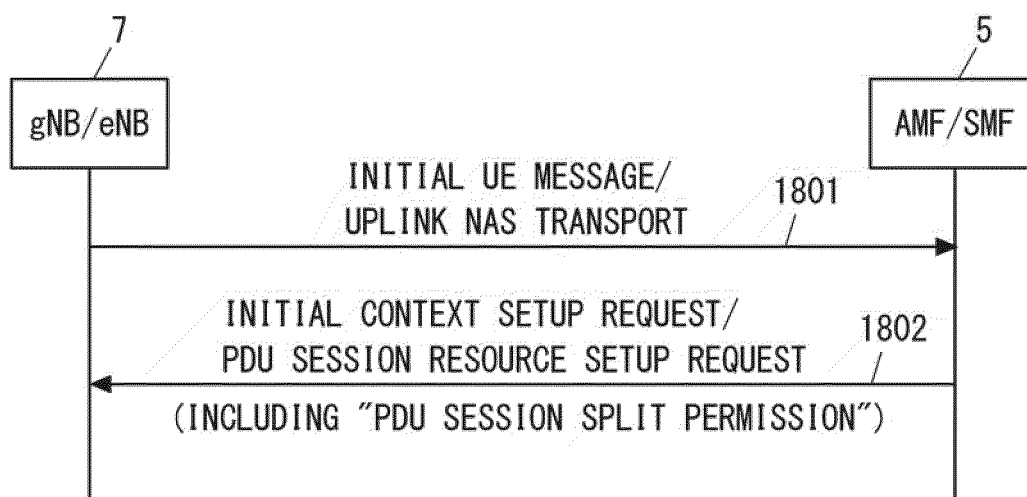 7
5
gNB/eNB
AMF/SMF
INITIAL UE MESSAGE/
UPLINK NAS TRANSPORT
1801
INITIAL CONTEXT SETUP REQUEST/
PDU SESSION RESOURCE SETUP REQUEST
1802
(INCLUDING "PDU SESSION SPLIT PERMISSION")